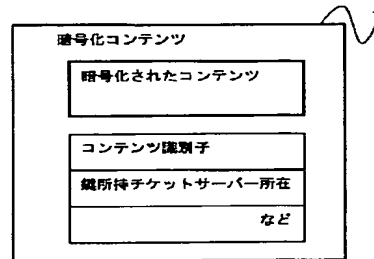 暗号化コンテンツ
暗号化されたコンテンツ
コンテンツ識別子
鍵所持チケットサーバー所在
など